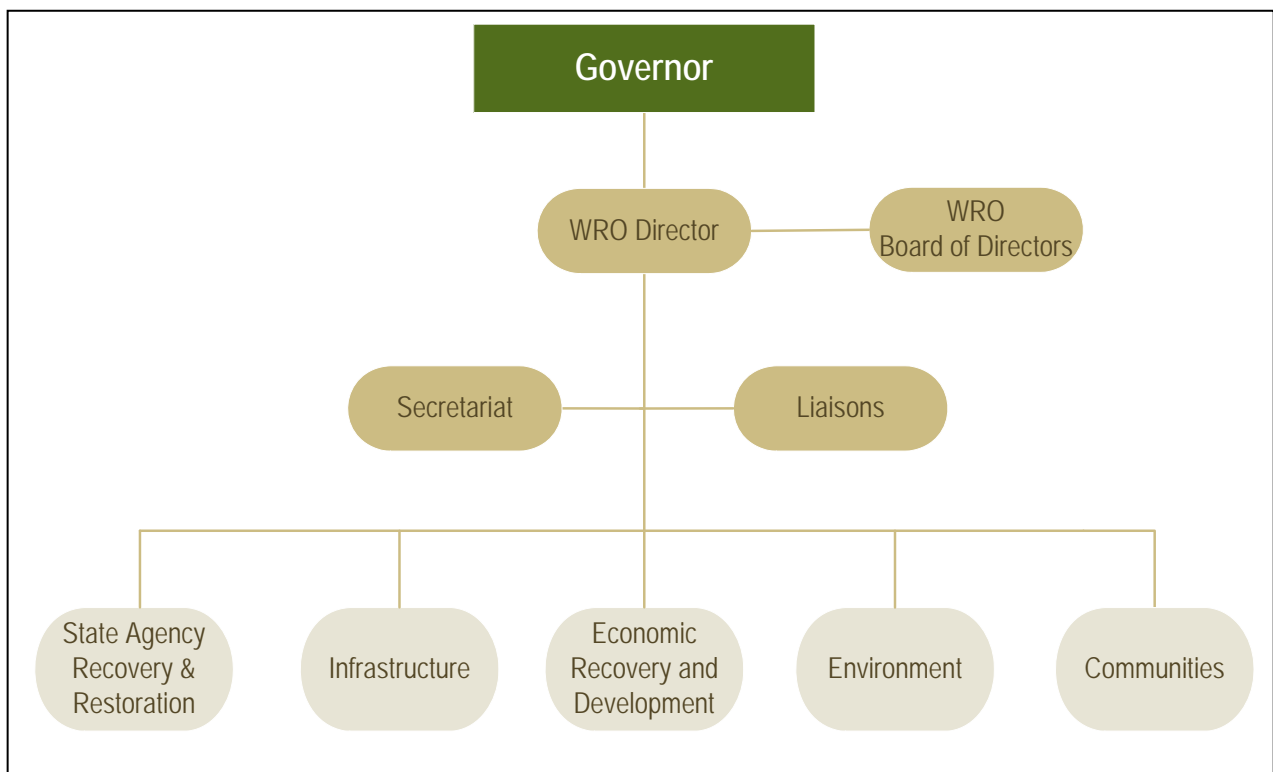 Governor
WRO Director
WRO
Board of Directors
Secretariat
Liaisons
State Agency
Recovery &
Restoration
Infrastructure
Economic
Recovery and
Development
Environment
Communities